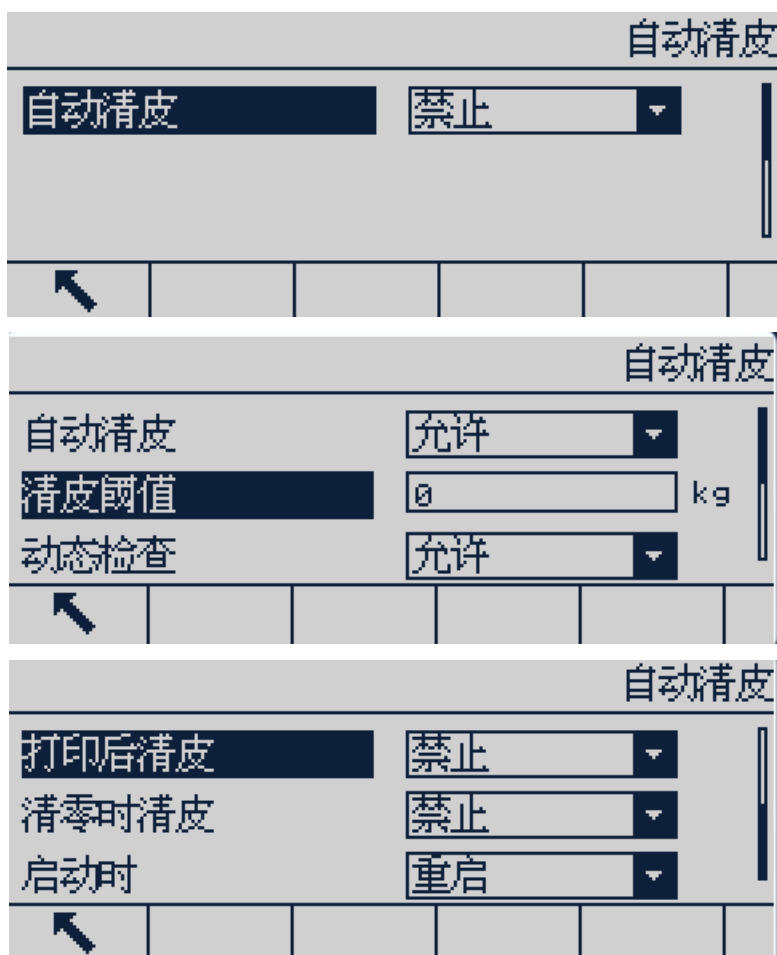 自动清皮
自动清皮 禁止
自动清皮
自动清皮 允许
清皮阈值 0 kg
动态检查 允许
自动清皮
打印后清皮 禁止
清零时清皮 禁止
启动时 重启